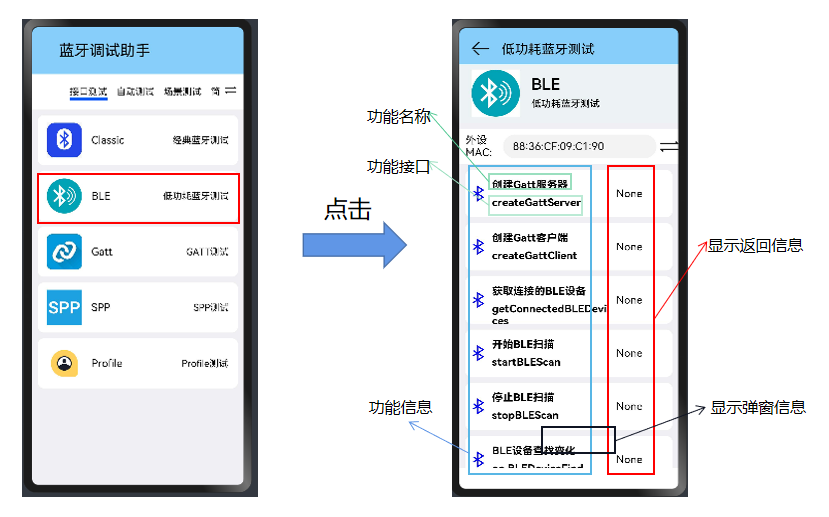 蓝牙调试助手
接口测试 自动测试 场景测试 简
Classic 经典蓝牙测试
BLE 低功耗蓝牙测试
Gatt GATT测试
SPP SPP SPP测试
Profile Profile测试
点击
低功耗蓝牙测试
BLE
低功耗蓝牙测试
外设
MAC:
88:36:CF:09:C1:90
创建Gatt服务器
createGattServer
None
创建Gatt客户端
createGattClient
None
获取连接的BLE设备
getConnectedBLEDevi
ces
None
开始BLE扫描
startBLEScan
None
停止BLE扫描
stopBLEScan
None
BLE设备查找变化
on.BLEDeviceFind
None
功能名称
功能接口
功能信息
显示返回信息
显示弹窗信息